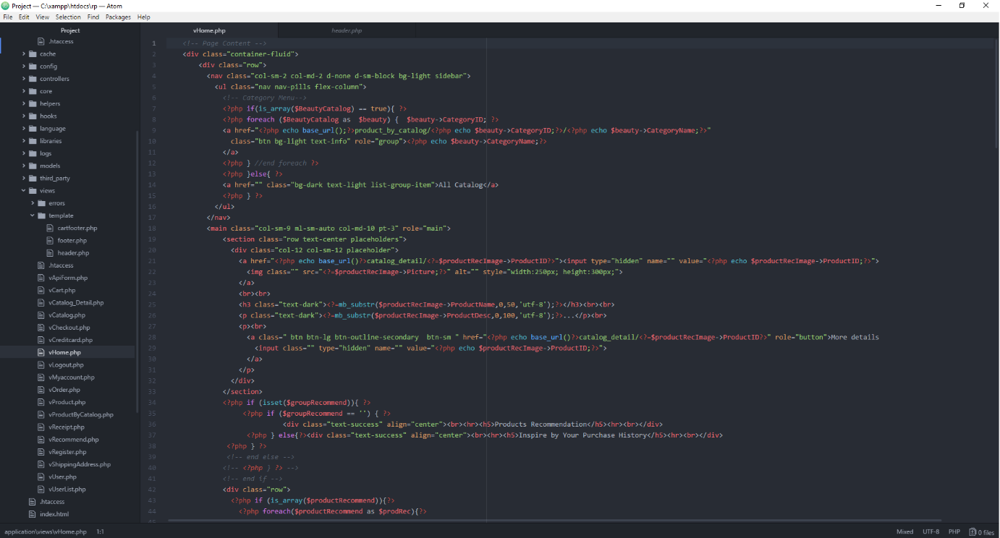 Project — C:\xampp\htdocs\rp — Atom
File Edit View Selection Find Packages Help
Project
.htaccess
cache
config
controllers
core
helpers
hooks
language
libraries
logs
models
third_party
views
errors
template
cartfooter.php
footer.php
header.php
.htaccess
vApiForm.php
vCart.php
vCatalog_Detail.php
vCatalog.php
vCheckout.php
vCreditcard.php
vHome.php
vLogout.php
vMyaccount.php
vOrder.php
vProduct.php
vProductByCatalog.php
vReceipt.php
vRecommend.php
vRegister.php
vShippingAddress.php
vUser.php
vUserList.php
.htaccess
index.html
vHome.php header.php
1 <!-- Page Content -->
2 <div class="container-fluid">
3 <div class="row">
4 <nav class="col-sm-2 col-md-2 d-none d-sm-block bg-light sidebar">
5 <ul class="nav nav-pills flex-column">
6 <!-- Category Menu-->
7 <?php if(is_array($BeautyCatalog) == true){ ?>
8 <?php foreach ($BeautyCatalog as  $beauty) {  $beauty->CategoryID; ?>
9 <a href="<?php echo base_url();?>product_by_catalog/<?php echo $beauty->CategoryID;?>/<?php echo $beauty->CategoryName;?>"
10 class="btn bg-light text-info" role="group"><?php echo $beauty->CategoryName;?>
11 </a>
12 <?php } //end foreach ?>
13 <?php }else{ ?>
14 <a href="" class="bg-dark text-light list-group-item">All Catalog</a>
15 <?php } ?>
16 </ul>
17 </nav>
18 <main class="col-sm-9 ml-sm-auto col-md-10 pt-3" role="main">
19 <section class="row text-center placeholders">
20 <div class="col-12 col-sm-12 placeholder">
21 <a href="<?php echo base_url()?>catalog_detail/<?=$productRecImage->ProductID?>"><input type="hidden" name="" value="<?php echo $productRecImage->ProductID;?>">
22 <img class="" src="<?=$productRecImage->Picture;?>" alt="" style="width:250px; height:300px;">
23 </a>
24 <br><br>
25 <h3 class="text-dark"><?=mb_substr($productRecImage->ProductName,0,50,'utf-8');?></h3><br><br>
26 <p class="text-dark"><?=mb_substr($productRecImage->ProductDesc,0,100,'utf-8');?>...</p><br>
27 <p><br>
28 <a class=" btn btn-lg btn-outline-secondary  btn-sm " href="<?php echo base_url()?>catalog_detail/<?=$productRecImage->ProductID?>" role="button">More details
29 <input class="" type="hidden" name="" value="<?php echo $productRecImage->ProductID;?>">
30 </a>
31 </p>
32 </div>
33 </section>
34 <?php if (isset($groupRecommend)){ ?>
35 <?php if ($groupRecommend == '') { ?>
36 <div class="text-success" align="center"><br><hr><h5>Products Recommendation</h5><hr><br></div>
37 <?php } else{?><div class="text-success" align="center"><br><hr><h5>Inspire by Your Purchase History</h5><hr><br></div>
38 <?php } ?>
39 <!-- end else -->
40 <!-- <?php } ?> -->
41 <!-- end if -->
42 <div class="row">
43 <?php if (is_array($productRecommend)){?>
44 <?php foreach($productRecommend as $prodRec){?>
45
application\views\vHome.php 1:1 Mixed UTF-8 PHP 0 files